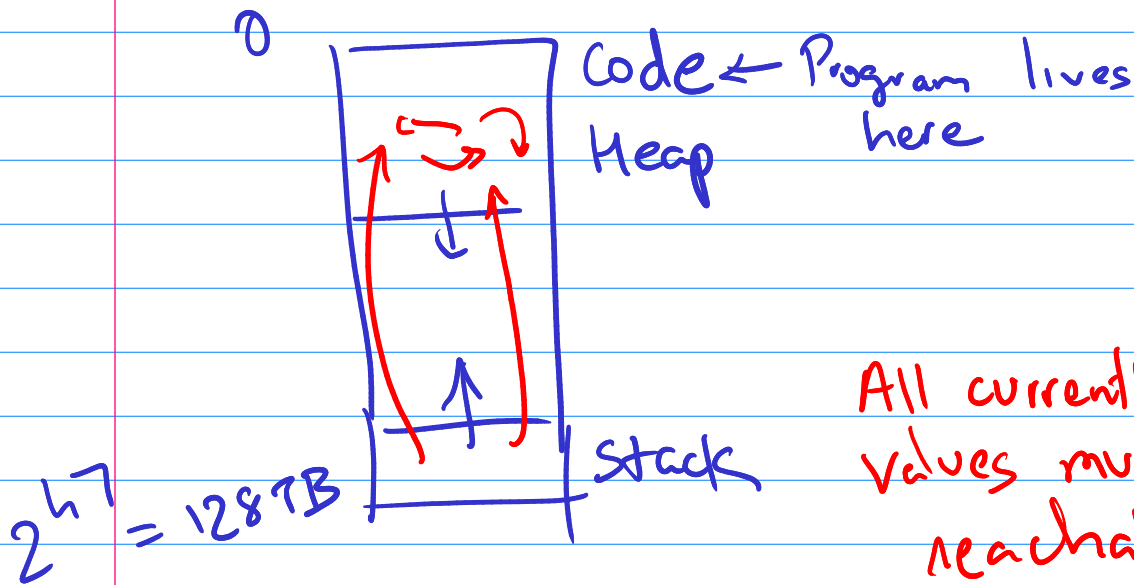 0
Code ← Program lives
here
Heap
All current
values mu
stack
2^47 = 128TB
reacha